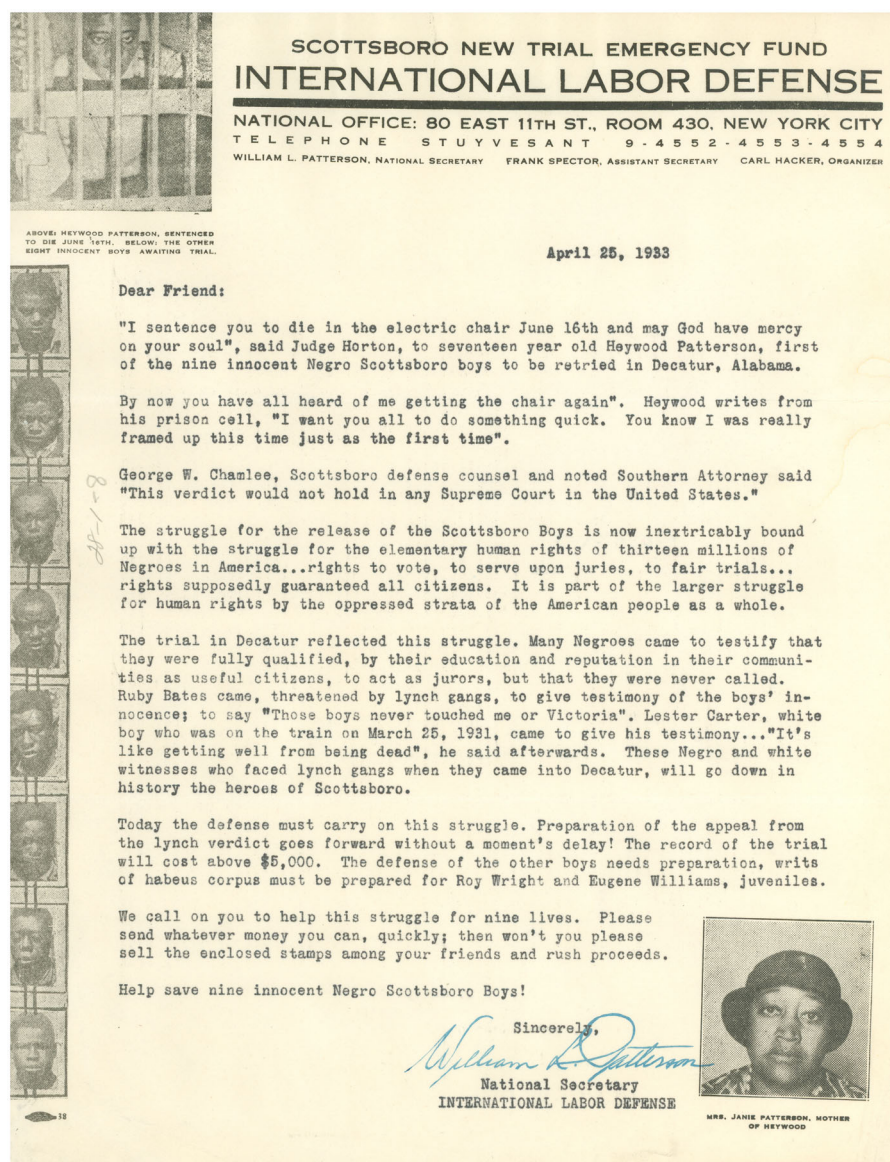 SCOTTSBORO NEW TRIAL EMERGENCY FUND
INTERNATIONAL LABOR DEFENSE
NATIONAL OFFICE: 80 EAST 11TH ST., ROOM 430, NEW YORK CITY
TELEPHONE STUYVESANT 9-4552-4553-4554
WILLIAM L. PATTERSON, NATIONAL SECRETARY FRANK SPECTOR, ASSISTANT SECRETARY CARL HACKER, ORGANIZER
ABOVE: HEYWOOD PATTERSON, SENTENCED
TO DIE JUNE 16TH. BELOW: THE OTHER
EIGHT INNOCENT BOYS AWAITING TRIAL.
April 25, 1933
Dear Friend:
"I sentence you to die in the electric chair June 16th and may God have mercy
on your soul", said Judge Horton, to seventeen year old Heywood Patterson, first
of the nine innocent Negro Scottsboro boys to be retried in Decatur, Alabama.
By now you have all heard of me getting the chair again". Heywood writes from
his prison cell, "I want you all to do something quick. You know I was really
framed up this time just as the first time".
George W. Chamlee, Scottsboro defense counsel and noted Southern Attorney said
"This verdict would not hold in any Supreme Court in the United States."
The struggle for the release of the Scottsboro Boys is now inextricably bound
up with the struggle for the elementary human rights of thirteen millions of
Negroes in America...rights to vote, to serve upon juries, to fair trials...
rights supposedly guaranteed all citizens. It is part of the larger struggle
for human rights by the oppressed strata of the American people as a whole.
The trial in Decatur reflected this struggle. Many Negroes came to testify that
they were fully qualified, by their education and reputation in their communi-
ties as useful citizens, to act as jurors, but that they were never called.
Ruby Bates came, threatened by lynch gangs, to give testimony of the boys' in-
nocence; to say "Those boys never touched me or Victoria". Lester Carter, white
boy who was on the train on March 25, 1931, came to give his testimony..."It's
like getting well from being dead", he said afterwards. These Negro and white
witnesses who faced lynch gangs when they came into Decatur, will go down in
history the heroes of Scottsboro.
Today the defense must carry on this struggle. Preparation of the appeal from
the lynch verdict goes forward without a moment's delay! The record of the trial
will cost above $5,000. The defense of the other boys needs preparation, writs
of habeus corpus must be prepared for Roy Wright and Eugene Williams, juveniles.
We call on you to help this struggle for nine lives. Please
send whatever money you can, quickly; then won't you please
sell the enclosed stamps among your friends and rush proceeds.
Help save nine innocent Negro Scottsboro Boys!
Sincerely,
William L. Patterson
National Secretary
INTERNATIONAL LABOR DEFENSE
MRS. JANIE PATTERSON, MOTHER
OF HEYWOOD
38